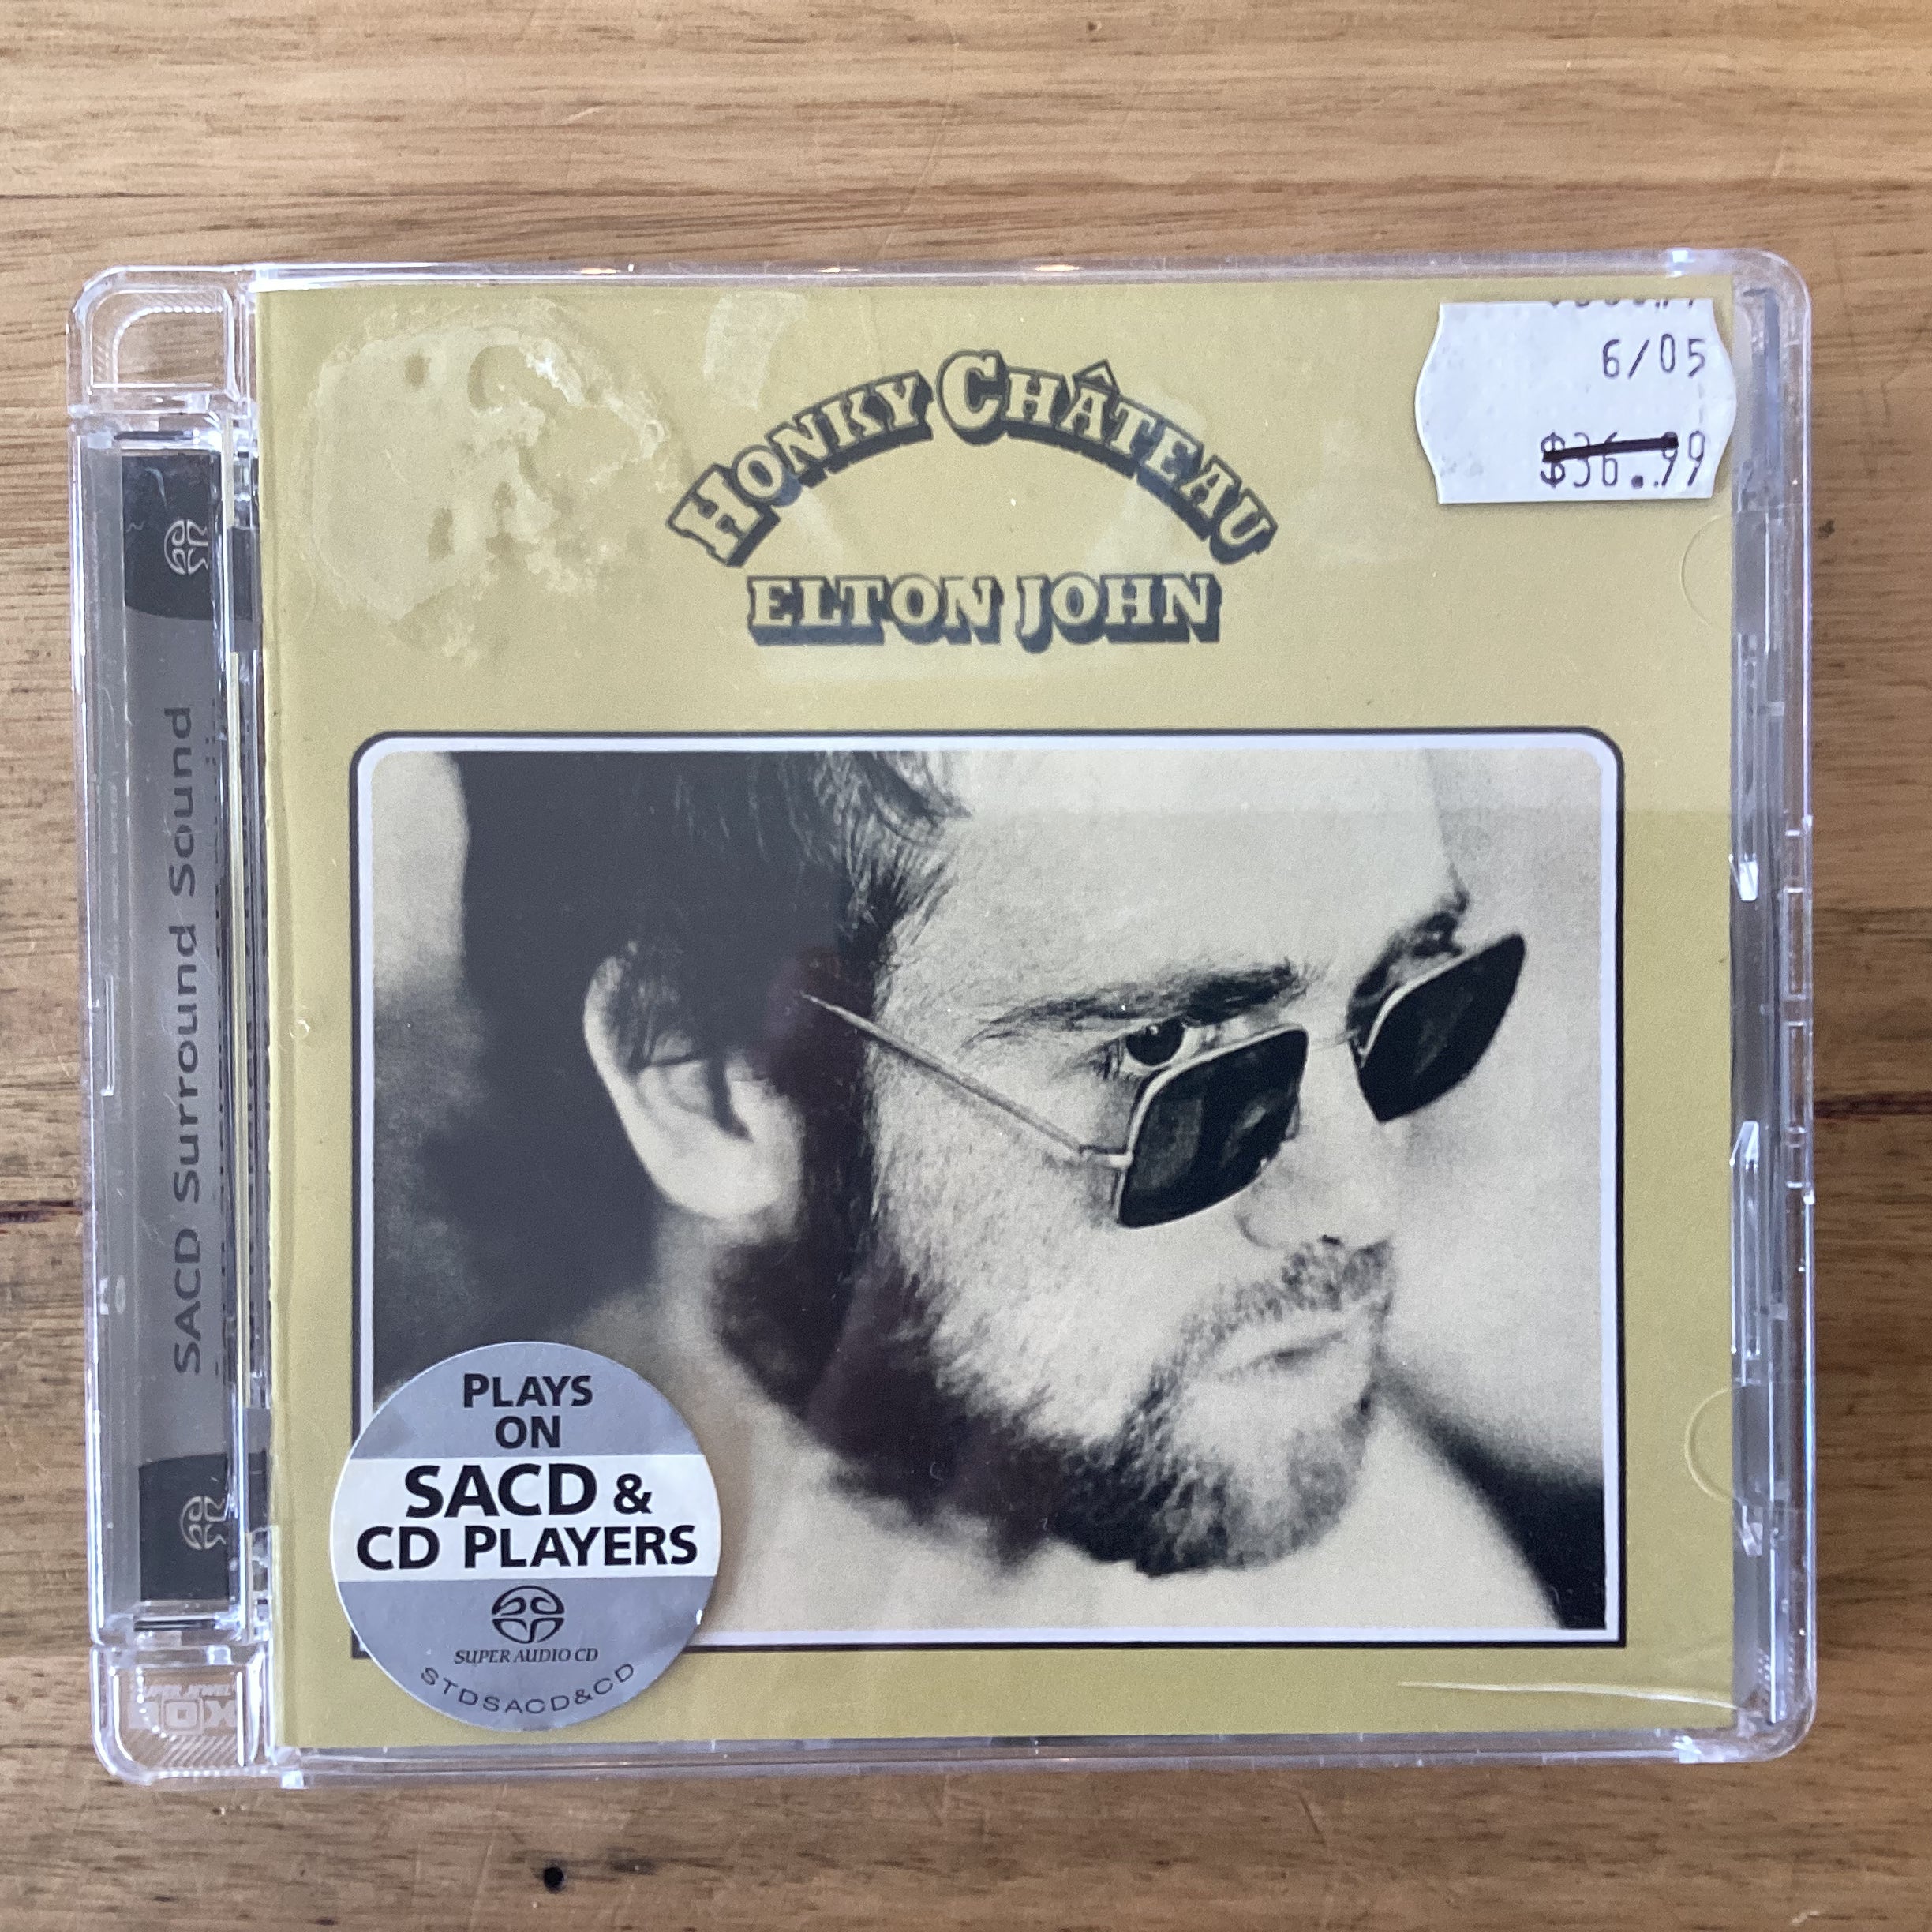 HONKY CHÂTEAU
ELTON JOHN
6/05
$36.99
SACD Surround Sound
PLAYS
ON
SACD &
CD PLAYERS
SUPER AUDIO CD
STDSACD&CD